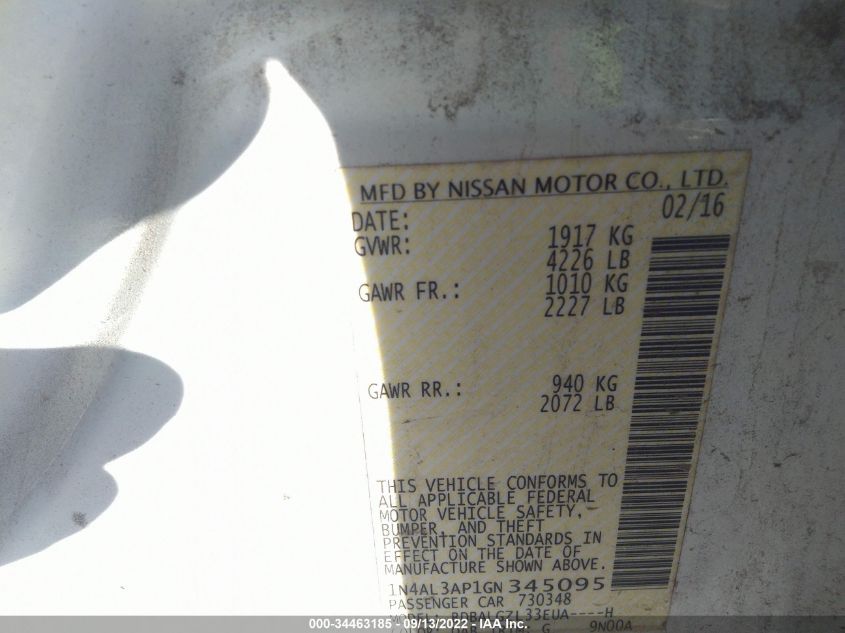 MFD BY NISSAN MOTOR CO., LTD.
DATE: 02/16
GVWR: 1917 KG
4226 LB
GAWR FR.: 1010 KG
2227 LB
GAWR RR.: 940 KG
2072 LB
THIS VEHICLE CONFORMS TO
ALL APPLICABLE FEDERAL
MOTOR VEHICLE SAFETY,
BUMPER, AND THEFT
PREVENTION STANDARDS IN
EFFECT ON THE DATE OF
MANUFACTURE SHOWN ABOVE.
1N4AL3AP1GN345095
PASSENGER CAR 730348
000-34463185 - 09/13/2022 - IAA Inc.